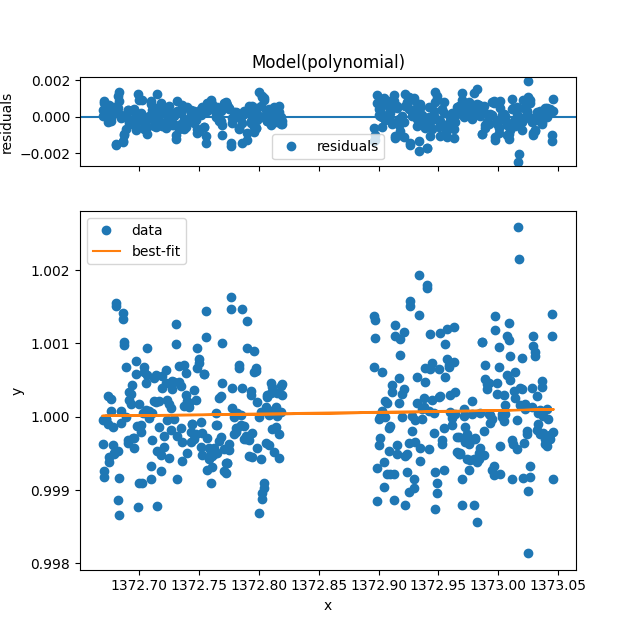 Model(polynomial)
0.002
0.000
−0.002
residuals
residuals
data
best-fit
1.002
1.001
1.000
0.999
0.998
y
1372.70 1372.75 1372.80 1372.85 1372.90 1372.95 1373.00 1373.05
x